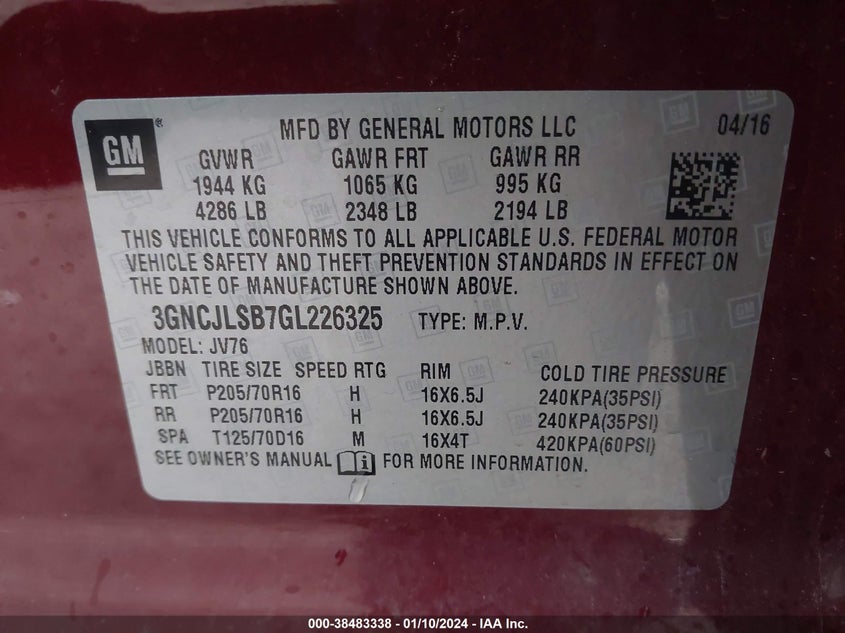 GM
MFD BY GENERAL MOTORS LLC 04/16
GVWR GAWR FRT GAWR RR
1944 KG 1065 KG 995 KG
4286 LB 2348 LB 2194 LB
THIS VEHICLE CONFORMS TO ALL APPLICABLE U.S. FEDERAL MOTOR
VEHICLE SAFETY AND THEFT PREVENTION STANDARDS IN EFFECT ON
THE DATE OF MANUFACTURE SHOWN ABOVE.
3GNCJLSB7GL226325 TYPE: M.P.V.
MODEL: JV76
JBBN TIRE SIZE SPEED RTG RIM COLD TIRE PRESSURE
FRT P205/70R16 H 16X6.5J 240KPA(35PSI)
RR P205/70R16 H 16X6.5J 240KPA(35PSI)
SPA T125/70D16 M 16X4T 420KPA(60PSI)
SEE OWNER'S MANUAL FOR MORE INFORMATION.
000-38483338 - 01/10/2024 - IAA Inc.